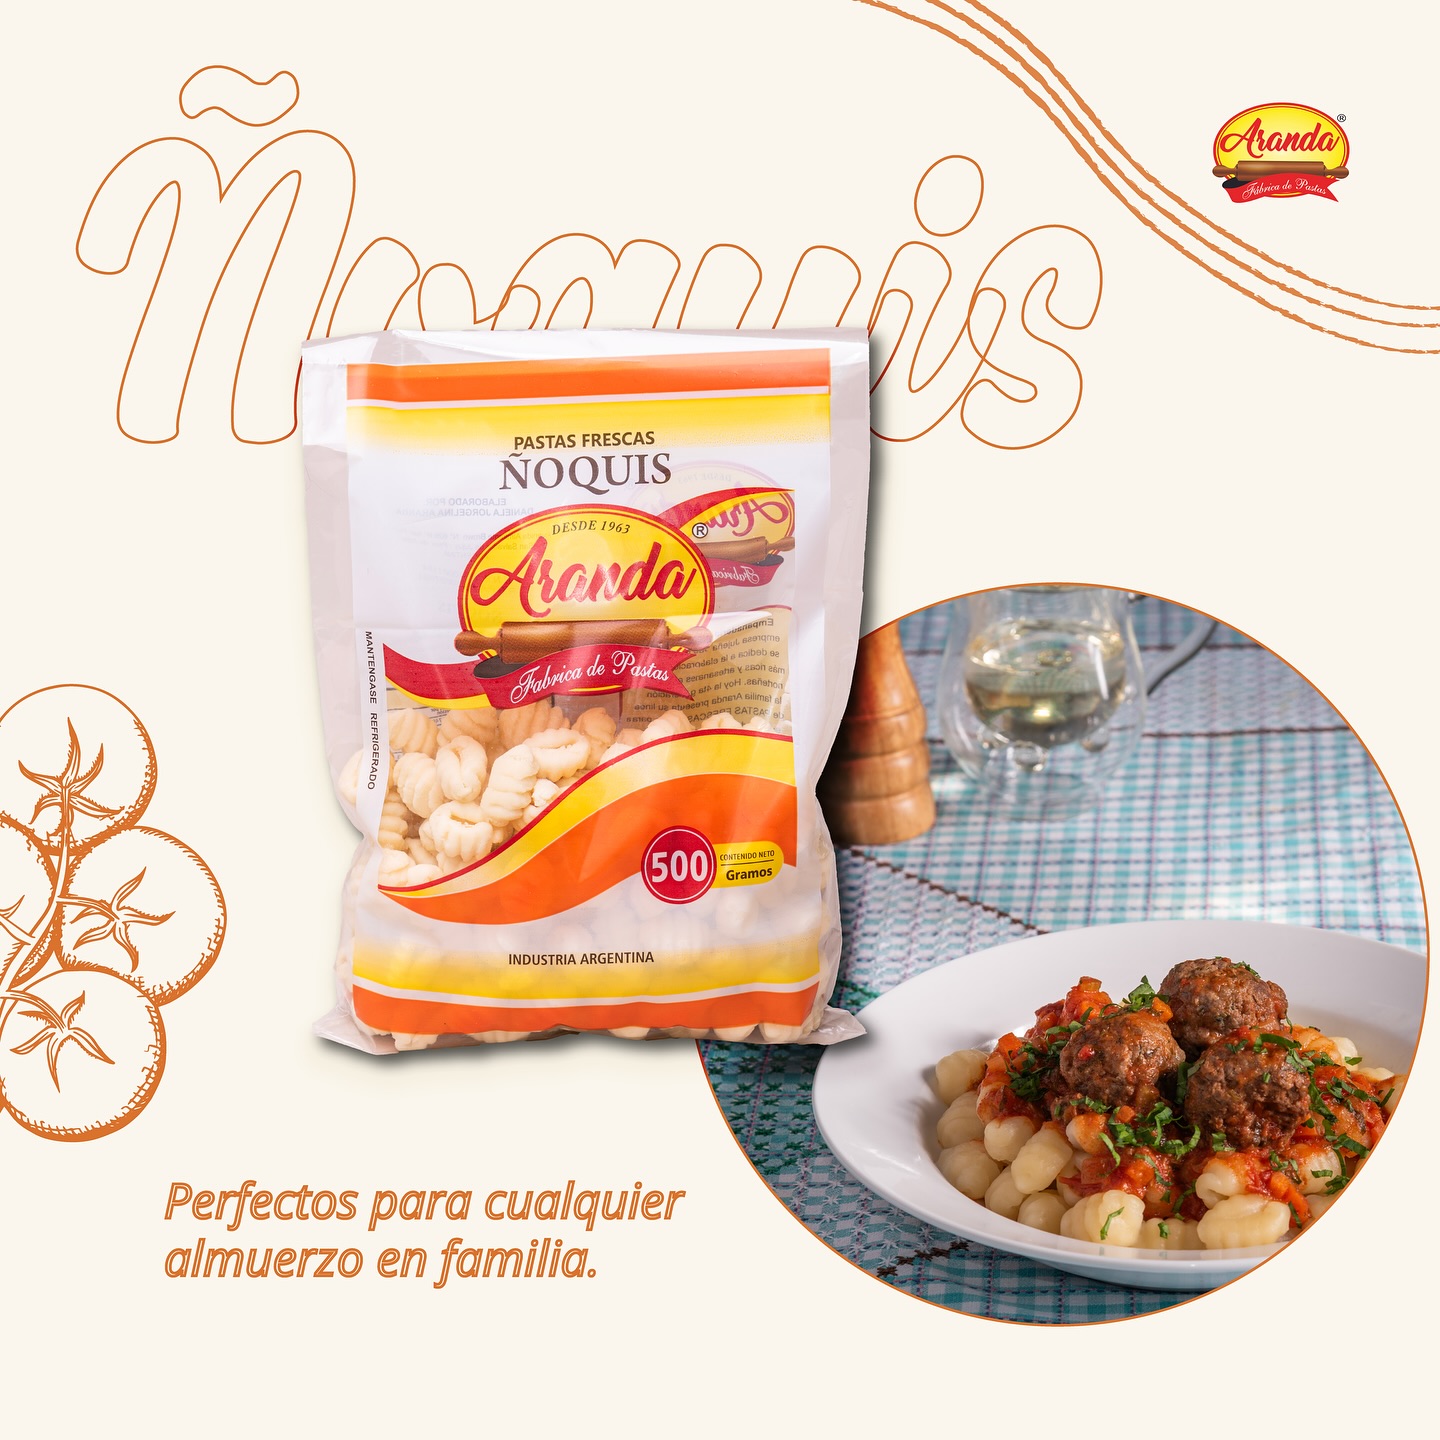 Ñoquis
Aranda®
Fábrica de Pastas
PASTAS FRESCAS
ÑOQUIS
DESDE 1963
®
Aranda
Fabrica de Pastas
MANTENGASE REFRIGERADO
500
CONTENIDO NETO
Gramos
INDUSTRIA ARGENTINA
Perfectos para cualquier
almuerzo en familia.